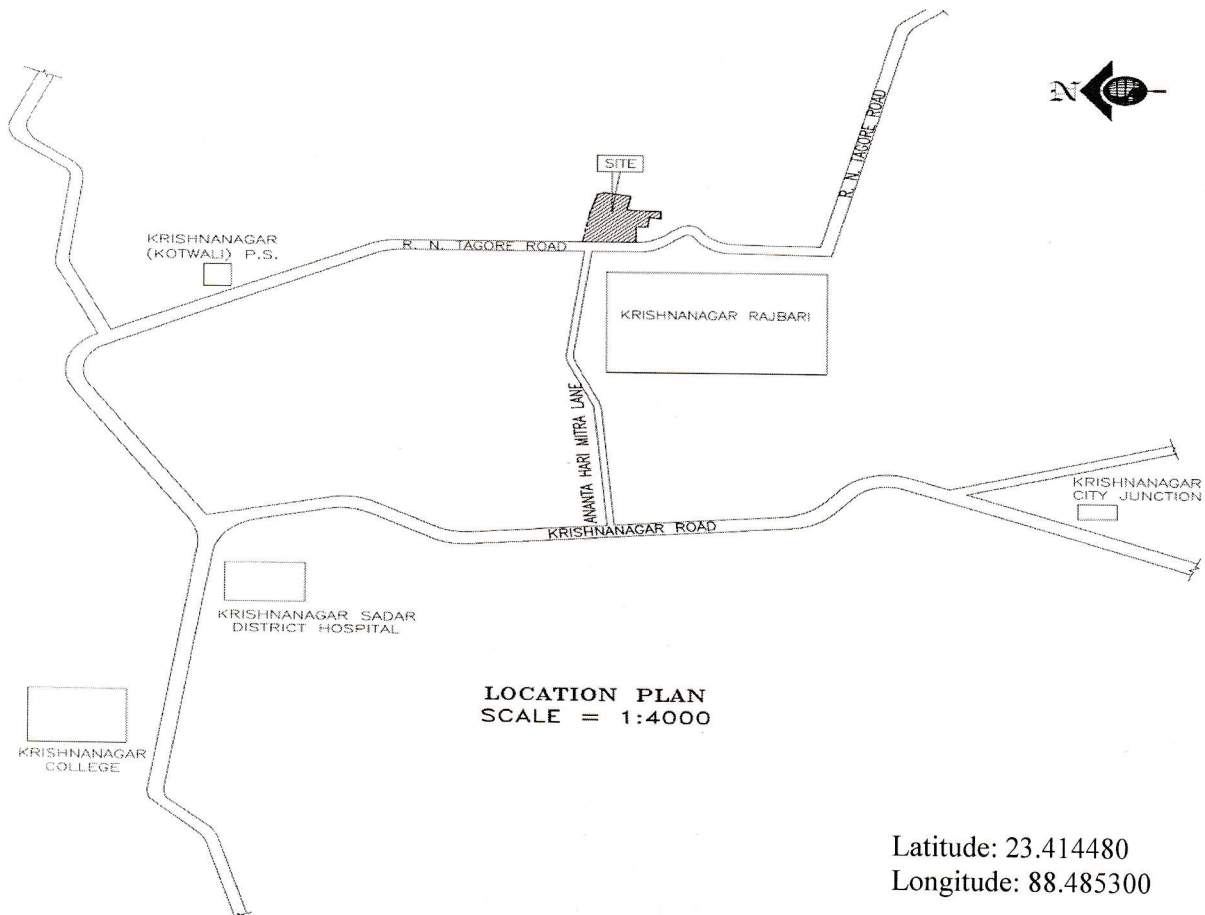 N
R. N. TAGORE ROAD
SITE
KRISHNANAGAR
(KOTWALI) P.S.
R. N. TAGORE ROAD
KRISHNANAGAR RAJBARI
ANANTA HARI MITRA LANE
KRISHNANAGAR
CITY JUNCTION
KRISHNANAGAR ROAD
KRISHNANAGAR SADAR
DISTRICT HOSPITAL
LOCATION PLAN
SCALE = 1:4000
KRISHNANAGAR
COLLEGE
Latitude: 23.414480
Longitude: 88.485300